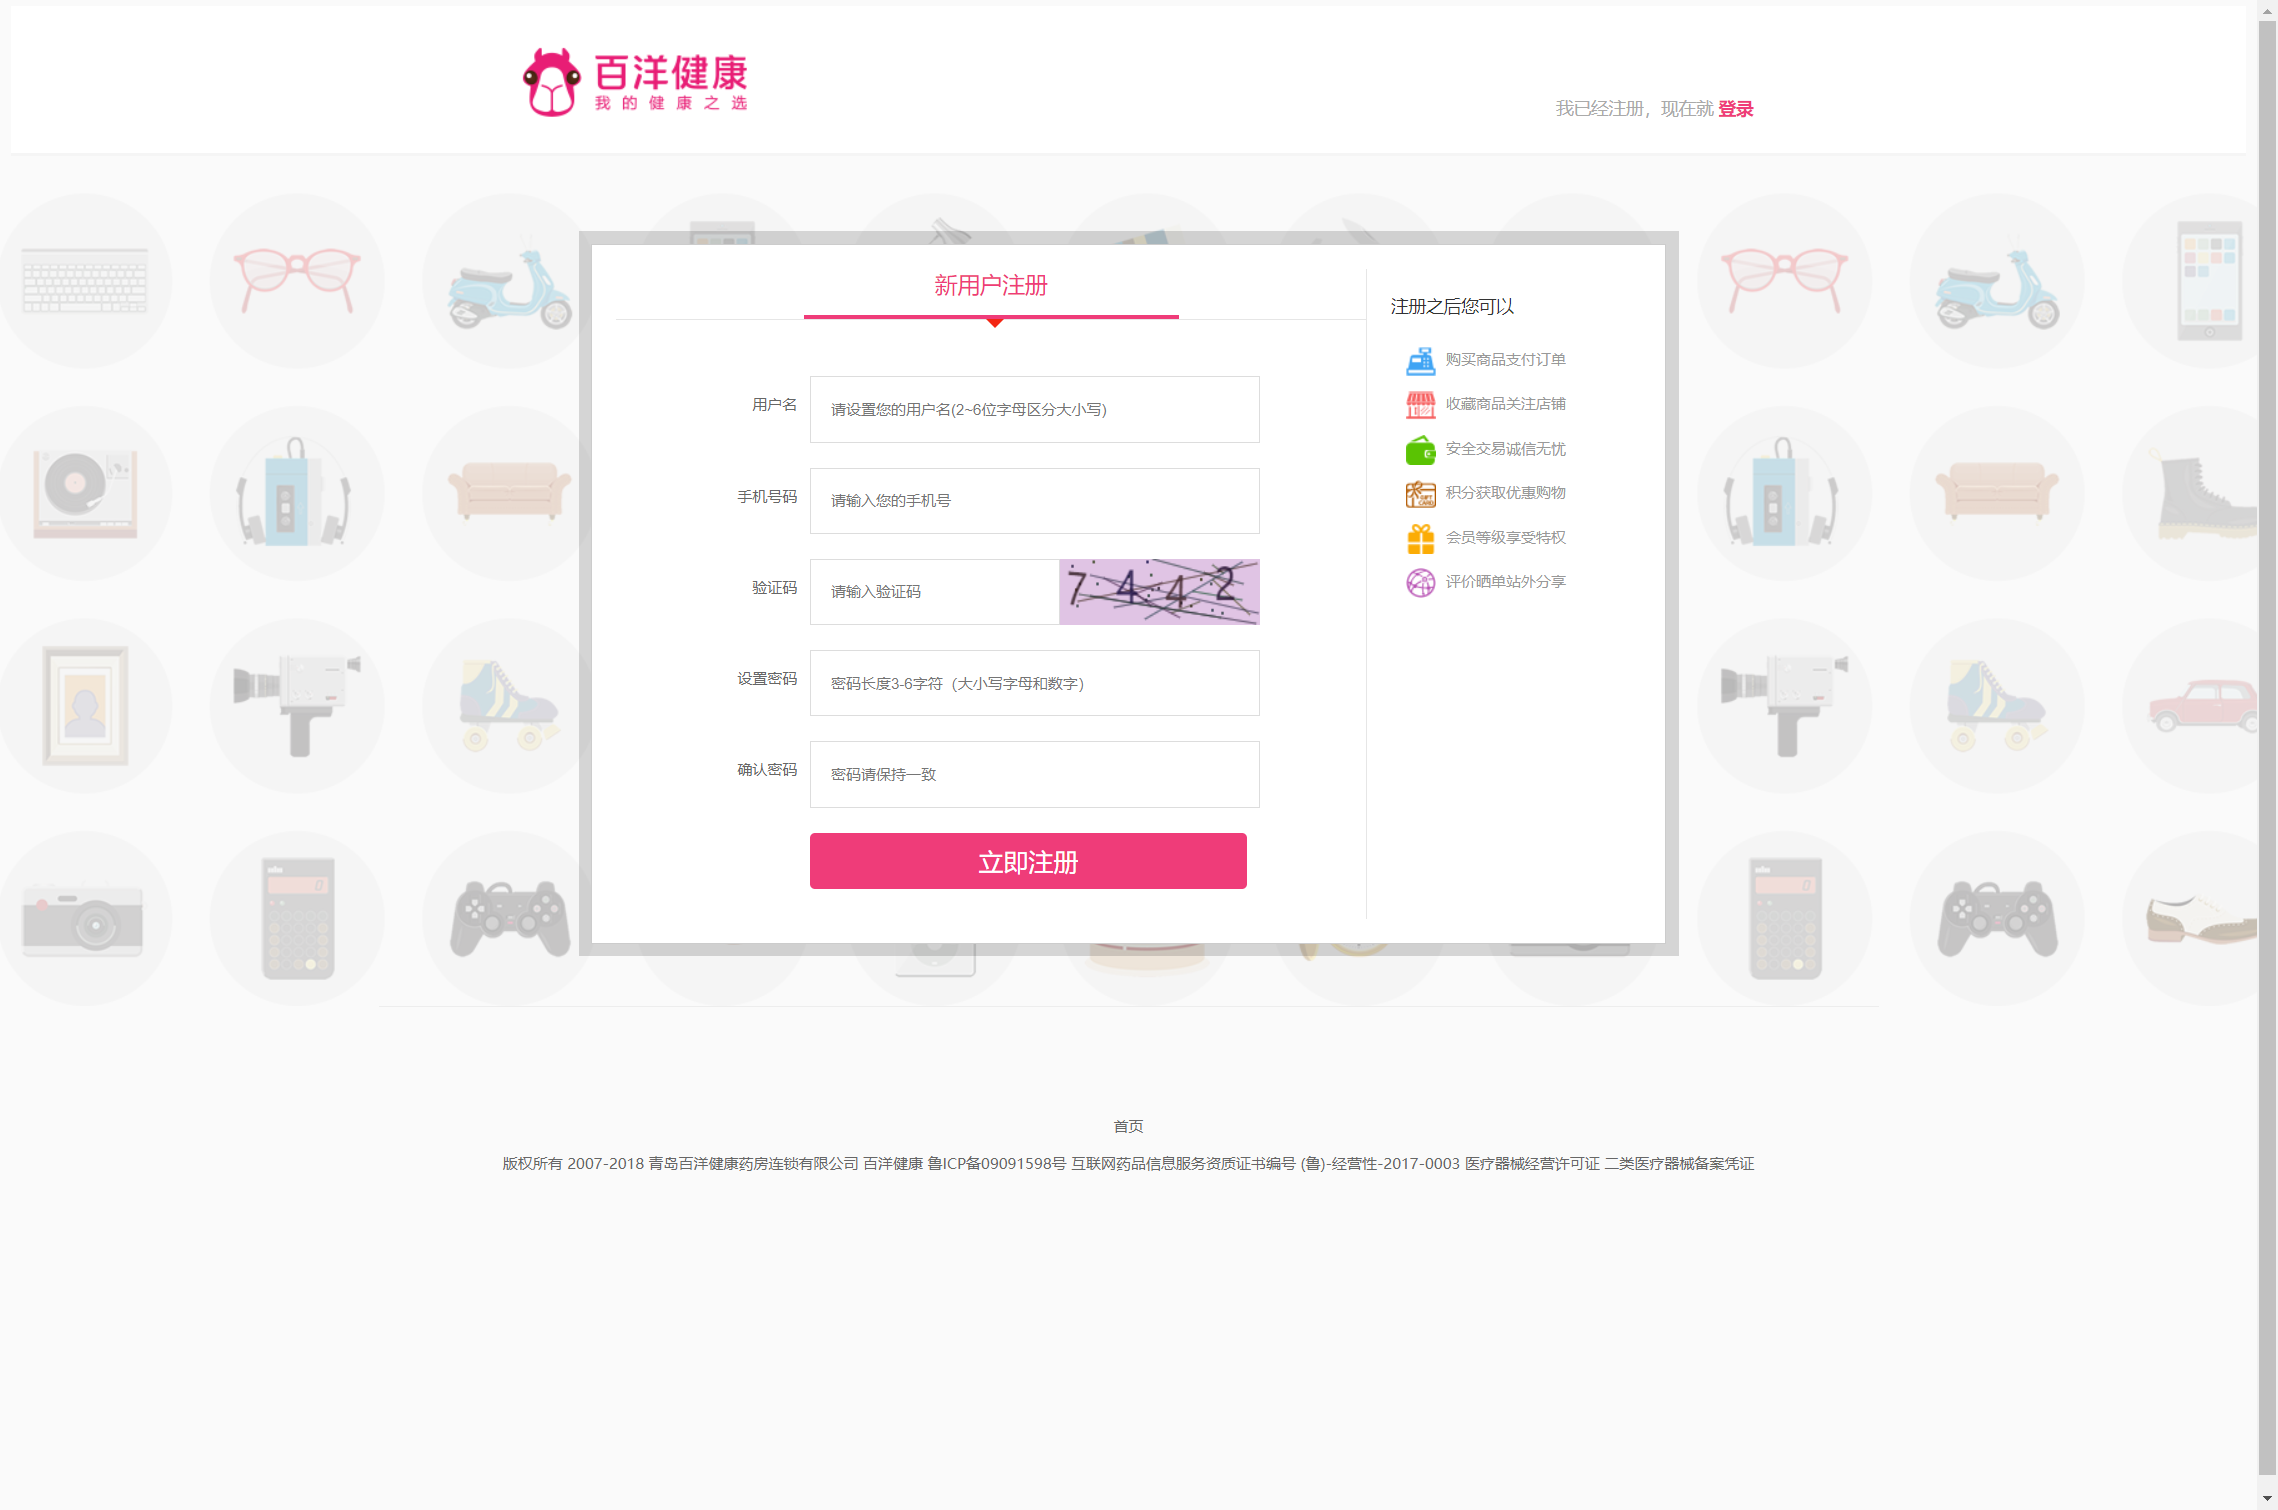 百洋健康
我的健康之选
我已经注册，现在就 登录
新用户注册
用户名
请设置您的用户名(2~6位字母区分大小写)
手机号码
请输入您的手机号
验证码
请输入验证码
7442
设置密码
密码长度3-6字符（大小写字母和数字）
确认密码
密码请保持一致
立即注册
注册之后您可以
购买商品支付订单
收藏商品关注店铺
安全交易诚信无忧
积分获取优惠购物
GIFT CARD
会员等级享受特权
评价晒单站外分享
首页
版权所有 2007-2018 青岛百洋健康药房连锁有限公司 百洋健康 鲁ICP备09091598号 互联网药品信息服务资质证书编号 (鲁)-经营性-2017-0003 医疗器械经营许可证 二类医疗器械备案凭证